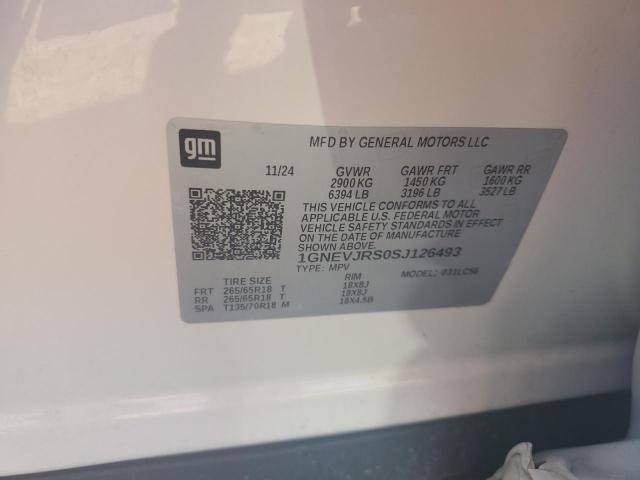 gm
MFD BY GENERAL MOTORS LLC
11/24 GVWR GAWR FRT GAWR RR
2900 KG 1450 KG 1600 KG
6394 LB 3196 LB 3527 LB
THIS VEHICLE CONFORMS TO ALL
APPLICABLE U.S. FEDERAL MOTOR
VEHICLE SAFETY STANDARDS IN EFFECT
ON THE DATE OF MANUFACTURE
SHOWN ABOVE.
1GNEVJRS0SJ126493
TYPE: MPV MODEL: 031LC56
TIRE SIZE RIM
FRT 265/65R18 T 18X8J
RR 265/65R18 T 18X8J
SPA T135/70R18 M 18X4.5B